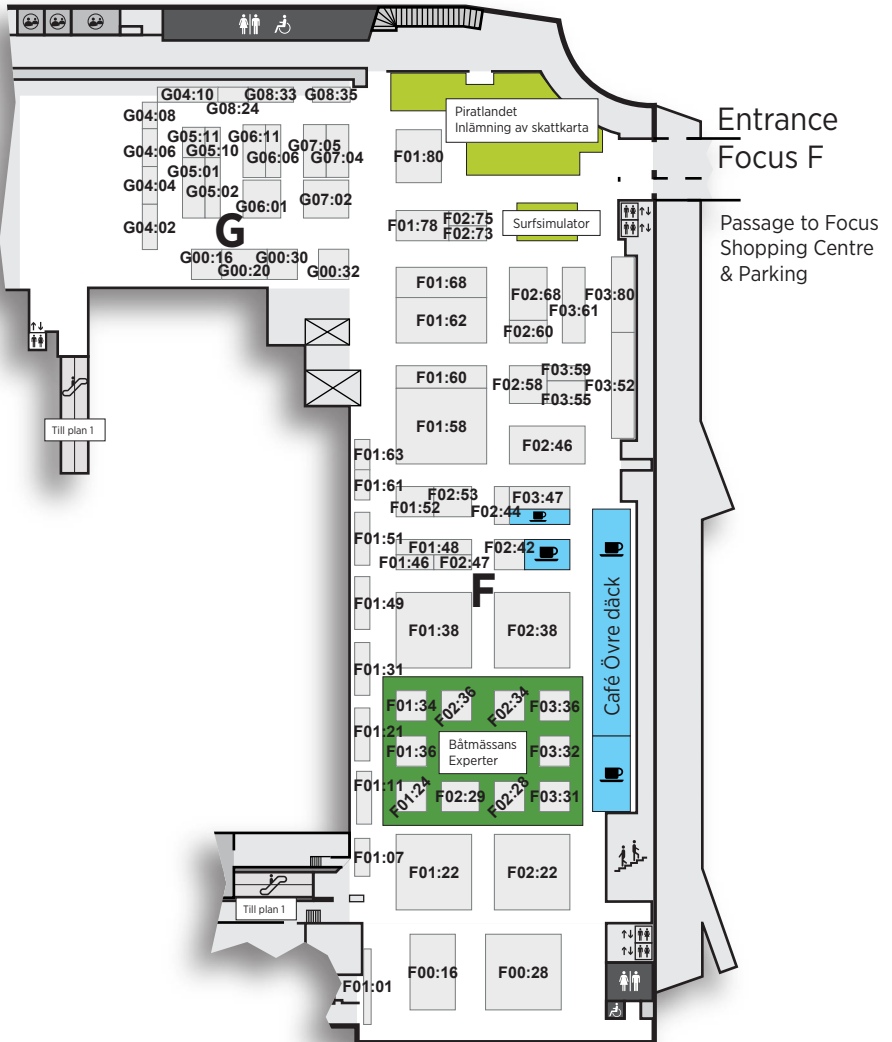 G04:10
G08:33
G08:35
G08:24
G04:08
G05:11
G06:11
G07:05
G04:06
G05:10
G06:06
G07:04
G05:01
G04:04
G05:02
G06:01
G07:02
G04:02
G
G00:16
G00:30
G00:20
G00:32
Piratlandet
Inlämning av skattkarta
F01:80
Entrance
Focus F
Passage to Focus
Shopping Centre
& Parking
F01:78
F02:75
F02:73
Surfsimulator
F01:68
F02:68
F03:80
F03:61
F01:62
F02:60
F01:60
F03:59
F02:58
F03:52
F03:55
F01:58
F02:46
Till plan 1
F01:63
F01:61
F02:53
F03:47
F01:52
F02:44
F01:51
F01:48
F02:42
F01:46
F02:47
F
F01:49
F01:38
F02:38
Café Övre däck
F01:31
F01:34
F02:36
F02:34
F03:36
F01:21
F01:36
Båtmässans
Experter
F03:32
F01:11
F01:24
F02:29
F02:28
F03:31
F01:07
F01:22
F02:22
Till plan 1
F01:01
F00:16
F00:28